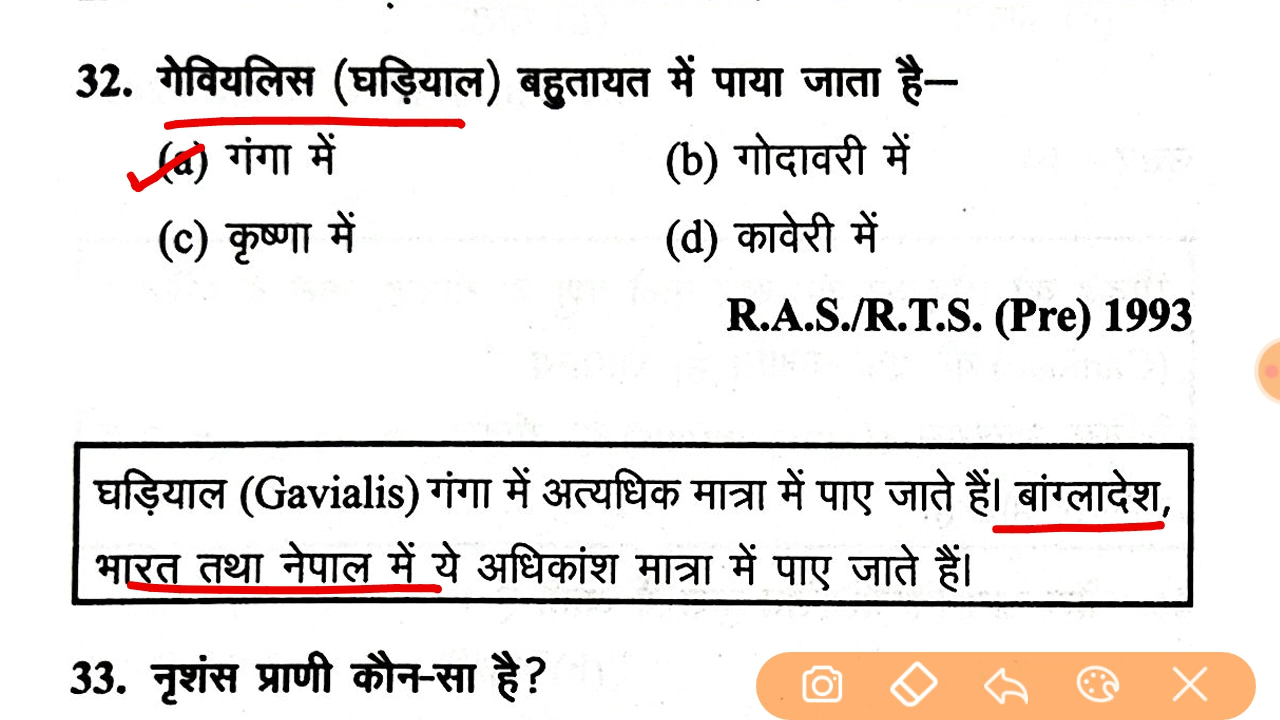 32. गेवियलिस (घड़ियाल) बहुतायत में पाया जाता है–
(a) गंगा में (b) गोदावरी में
(c) कृष्णा में (d) कावेरी में
R.A.S./R.T.S. (Pre) 1993
घड़ियाल (Gavialis) गंगा में अत्यधिक मात्रा में पाए जाते हैं। बांग्लादेश,
भारत तथा नेपाल में ये अधिकांश मात्रा में पाए जाते हैं।
33. नृशंस प्राणी कौन-सा है?